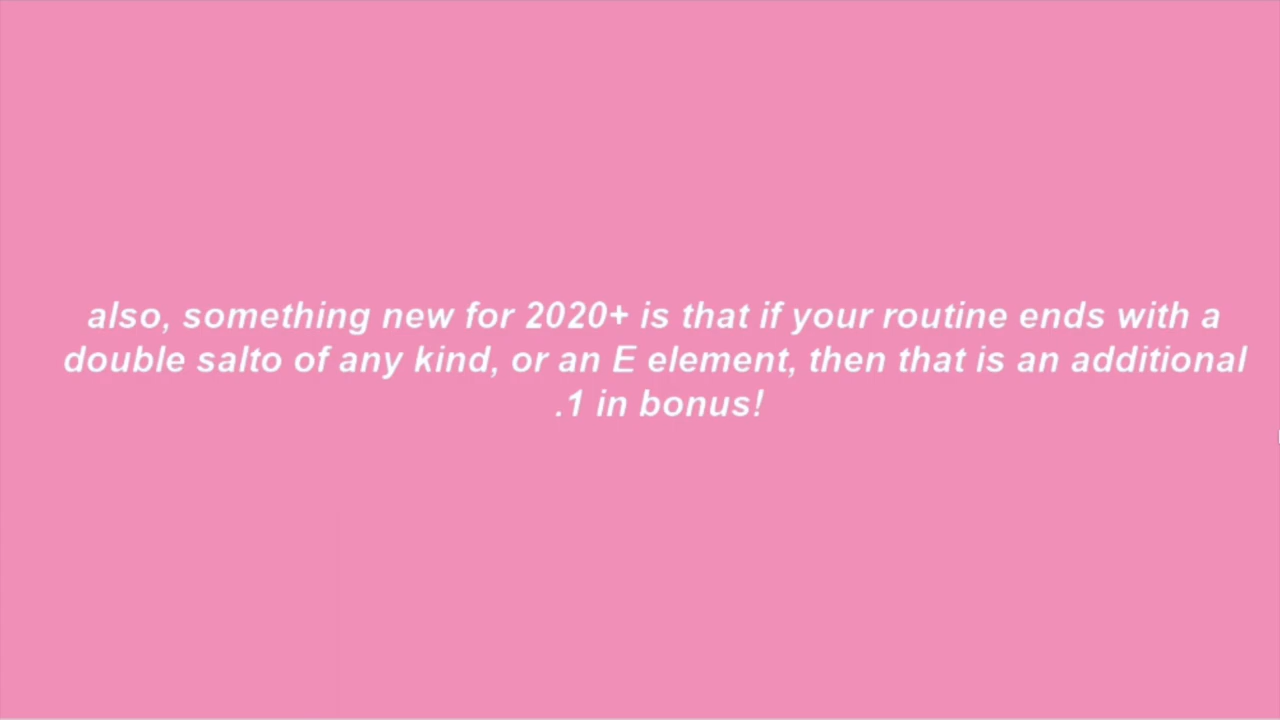 also, something new for 2020+ is that if your routine ends with a
double salto of any kind, or an E element, then that is an additional
.1 in bonus!